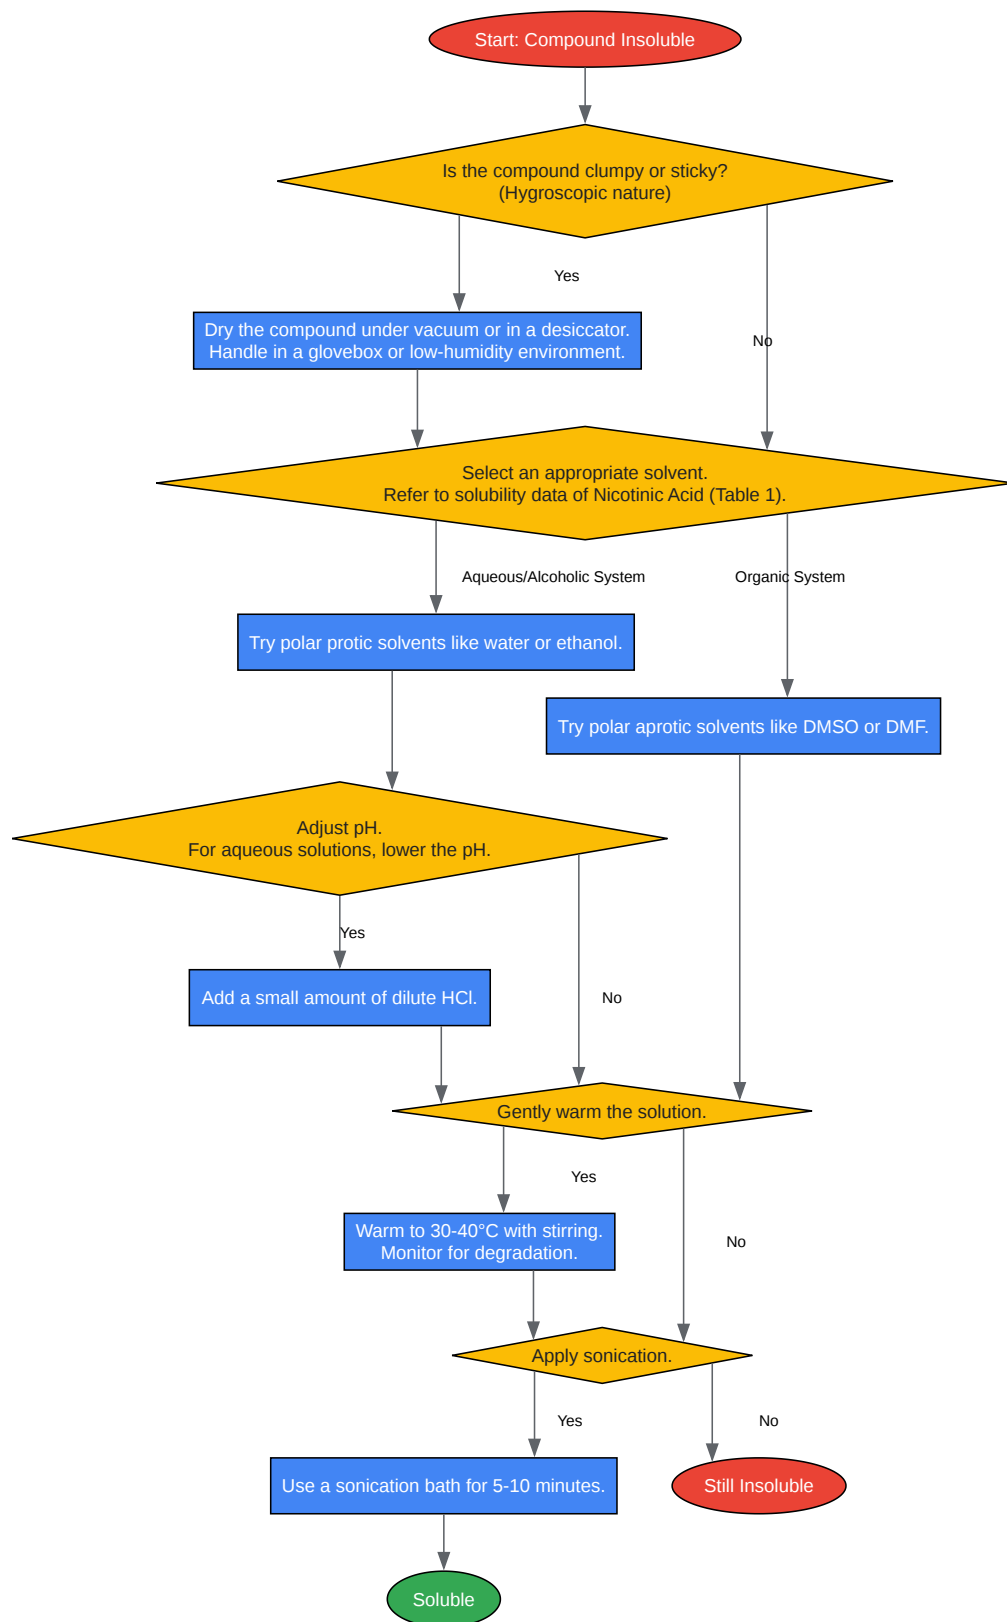 Start: Compound Insoluble
Is the compound clumpy or sticky?
(Hygroscopic nature)
Yes
Dry the compound under vacuum or in a desiccator.
Handle in a glovebox or low-humidity environment.
No
Select an appropriate solvent.
Refer to solubility data of Nicotinic Acid (Table 1).
Aqueous/Alcoholic System
Organic System
Try polar protic solvents like water or ethanol.
Try polar aprotic solvents like DMSO or DMF.
Adjust pH.
For aqueous solutions, lower the pH.
Yes
Add a small amount of dilute HCl.
No
Gently warm the solution.
Yes
Warm to 30-40°C with stirring.
Monitor for degradation.
No
Apply sonication.
Yes
No
Use a sonication bath for 5-10 minutes.
Still Insoluble
Soluble